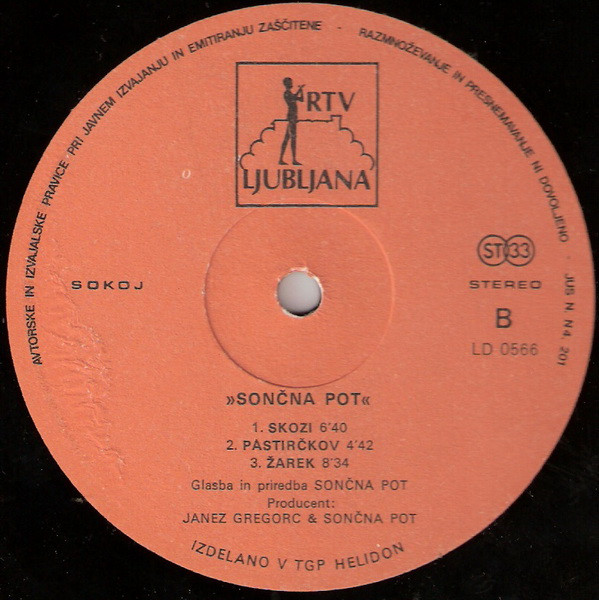 AVTORSKE IN IZVAJALSKE PRAVICE PRI JAVNEM IZVAJANJU IN EMITIRANJU ZAŠČITENE - RAZMNOŽEVANJE IN PRESNEMAVANJE NI DOVOLJENO - JUS N. N4. 201
RTV
LJUBLJANA
SOKOJ
ST 33
STEREO
B
LD 0566
»SONČNA POT«
1. SKOZI 6'40
2. PASTIRČKOV 4'42
3. ŽAREK 8'34
Glasba in priredba SONČNA POT
Producent:
JANEZ GREGORC & SONČNA POT
IZDELANO V TGP HELIDON